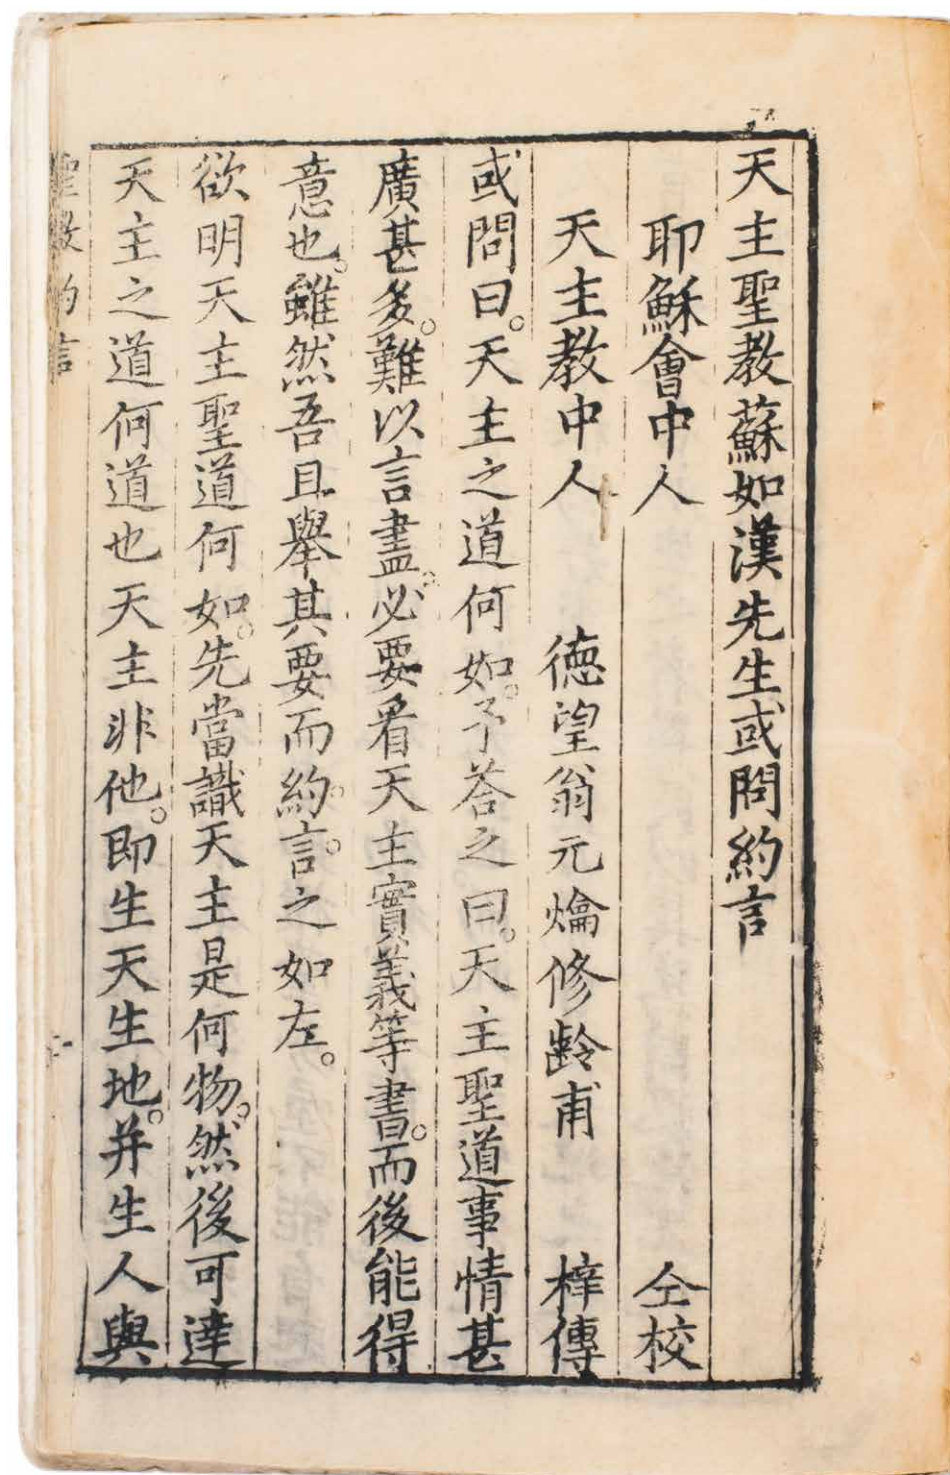 天主聖教蘇如漢先生或問約言
耶穌會中人 仝校
天主教中人 德望翁元爚修齡甫 梓傳
或問曰。天主之道何如。予荅之曰。天主聖道事情甚
廣甚多。難以言盡。必要看天主實義等書。而後能得
意也。雖然吾且舉其要而約。言。之如左。
欲明天主聖道何如。先當識天主是何物。然後可達
天主之道何道也天主非他。即生天生地。并生人與
聖教約言